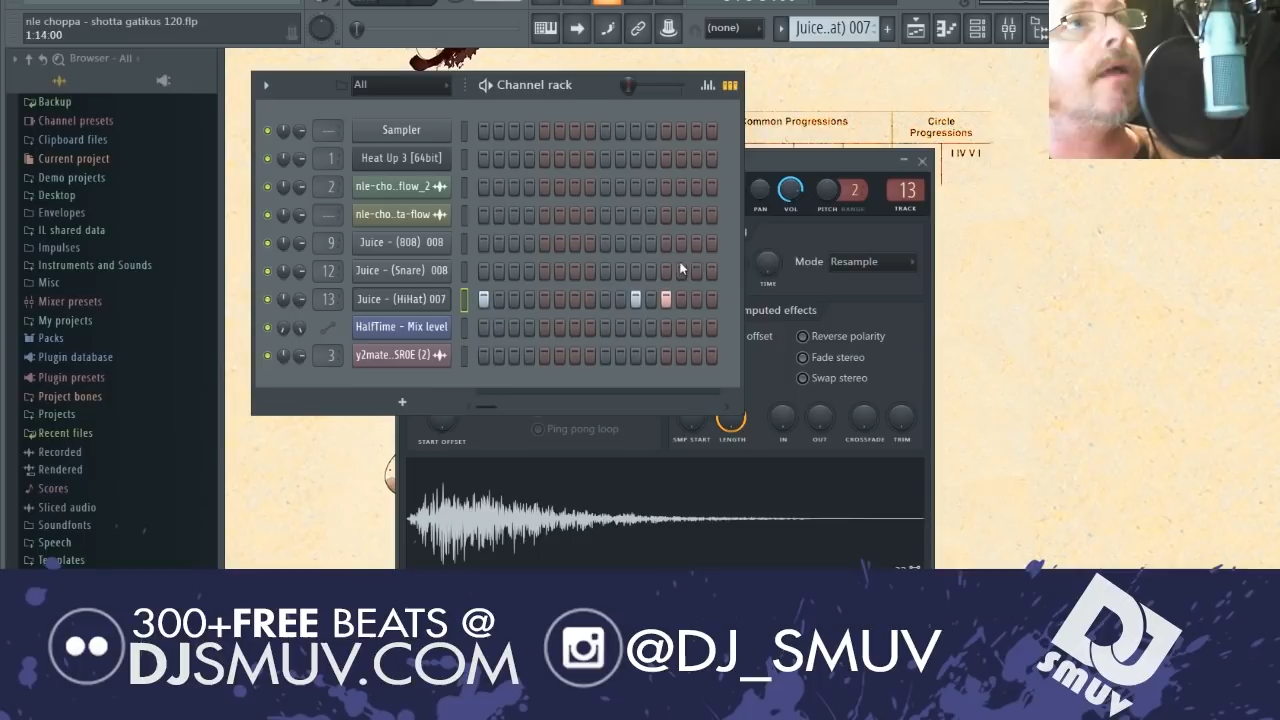 nle choppa - shotta gatikus 120.flp
1:14:00
(none)
Juice..at) 007
Browser - All
Backup
Channel presets
Clipboard files
Current project
Demo projects
Desktop
Envelopes
IL shared data
Impulses
Instruments and Sounds
Misc
Mixer presets
My projects
Packs
Plugin database
Plugin presets
Project bones
Projects
Recent files
Recorded
Rendered
Scores
Sliced audio
Soundfonts
Speech
Templates
All
Channel rack
Sampler
1 Heat Up 3 [64bit]
2 nle-cho..flow_2
nle-cho..ta-flow
9 Juice - (808) 008
12 Juice - (Snare) 008
13 Juice - (HiHat) 007
HalfTime - Mix level
3 y2mate..SR0E (2)
+
ommon Progressions
Circle
Progressions
I IV V I
2 13
PAN VOL PITCH RANGE TRACK
Mode Resample
TIME
mputed effects
offset
Reverse polarity
Fade stereo
Swap stereo
Ping pong loop
START OFFSET
SMP START LENGTH IN OUT CROSSFADE TRIM
300+FREE BEATS @
DJSMUV.COM
@DJ_SMUV
DJ
SMUV